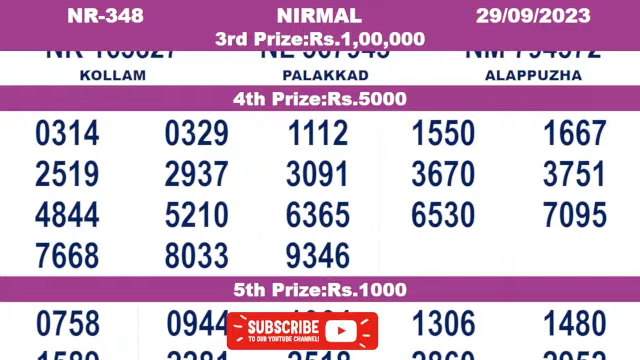 NR-348 NIRMAL 29/09/2023
3rd Prize:Rs.1,00,000
KOLLAM PALAKKAD ALAPPUZHA
4th Prize:Rs.5000
0314 0329 1112 1550 1667
2519 2937 3091 3670 3751
4844 5210 6365 6530 7095
7668 8033 9346
5th Prize:Rs.1000
0758 0944 1306 1480
SUBSCRIBE
TO OUR YOUTUBE CHANNEL!